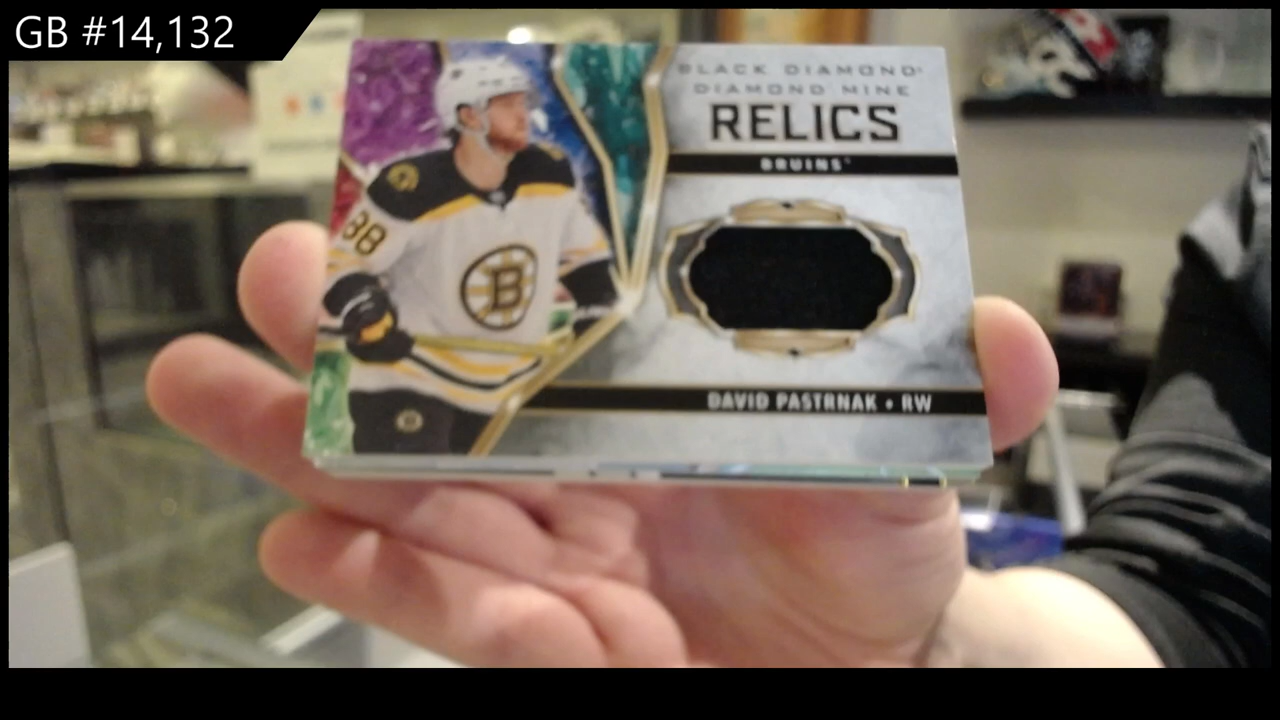 GB #14,132
BLACK DIAMOND
DIAMOND MINE
RELICS
BRUINS
88
B
DAVID PASTRNAK • RW